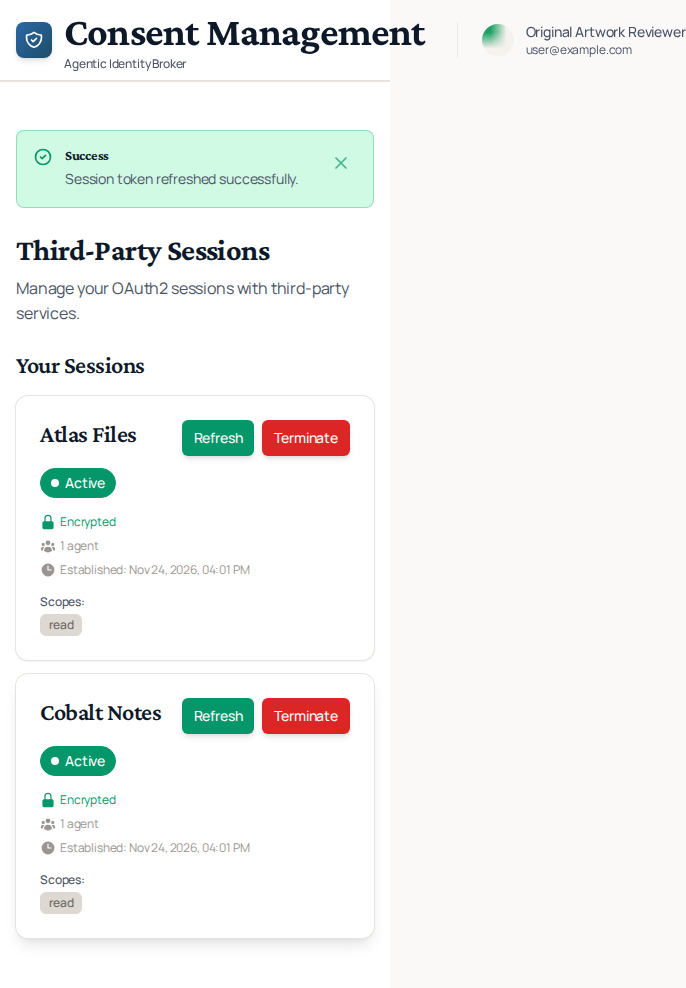 Consent Management
Agentic Identity Broker
Original Artwork Reviewer
user@example.com
Success
Session token refreshed successfully.
Third-Party Sessions
Manage your OAuth2 sessions with third-party
services.
Your Sessions
Atlas Files
Refresh
Terminate
Active
Encrypted
1 agent
Established: Nov 24, 2026, 04:01 PM
Scopes:
read
Cobalt Notes
Refresh
Terminate
Active
Encrypted
1 agent
Established: Nov 24, 2026, 04:01 PM
Scopes:
read